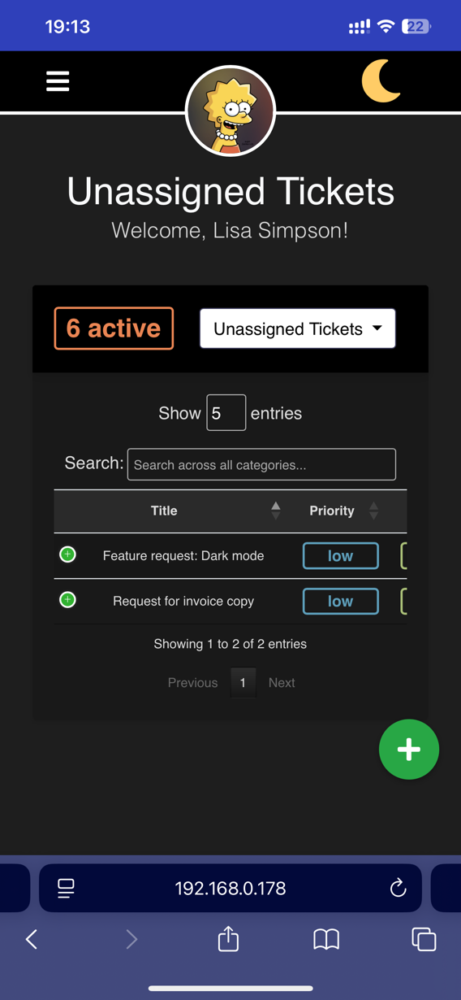 19:13
22
Unassigned Tickets
Welcome, Lisa Simpson!
6 active
Unassigned Tickets
Show 5 entries
Search: Search across all categories...
Title Priority
Feature request: Dark mode low
Request for invoice copy low
Showing 1 to 2 of 2 entries
Previous 1 Next
192.168.0.178